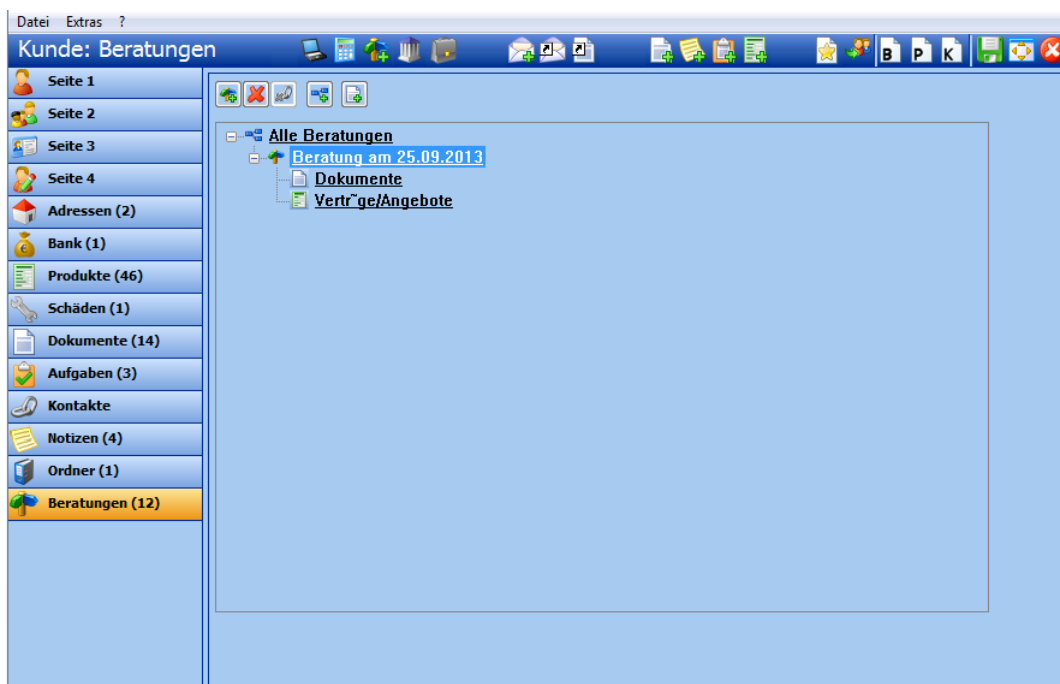 Datei Extras ?
Kunde: Beratungen
B P K
Seite 1
Seite 2
Seite 3
Seite 4
Adressen (2)
Bank (1)
Produkte (46)
Schäden (1)
Dokumente (14)
Aufgaben (3)
Kontakte
Notizen (4)
Ordner (1)
Beratungen (12)
Alle Beratungen
Beratung am 25.09.2013
Dokumente
Vertr~ge/Angebote